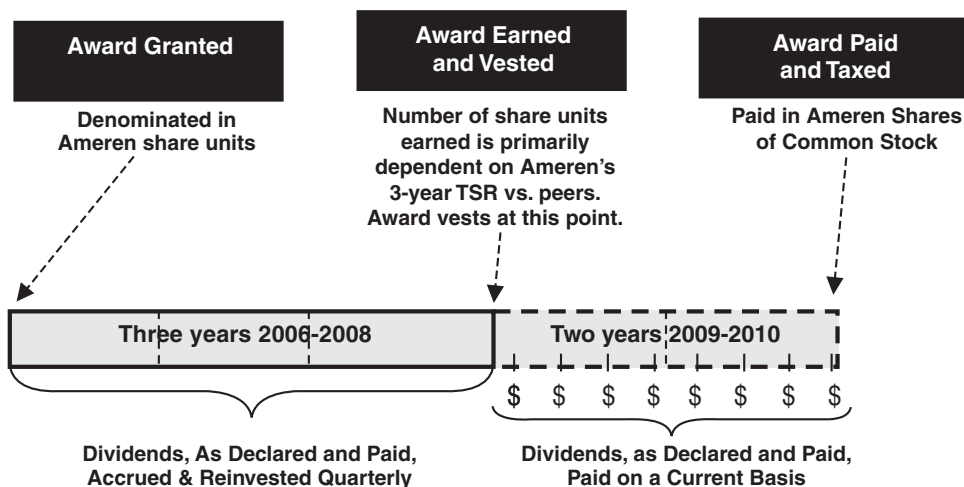 Award Granted
Denominated in
Ameren share units
Award Earned
and Vested
Number of share units
earned is primarily
dependent on Ameren's
3-year TSR vs. peers.
Award vests at this point.
Award Paid
and Taxed
Paid in Ameren Shares
of Common Stock
Three years 2006-2008
Two years 2009-2010
$ $ $ $ $ $ $ $
Dividends, As Declared and Paid,
Accrued & Reinvested Quarterly
Dividends, as Declared and Paid,
Paid on a Current Basis